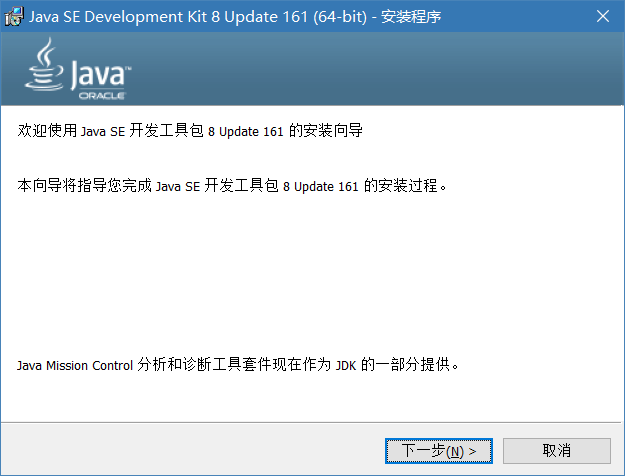 Java SE Development Kit 8 Update 161 (64-bit) - 安装程序
Java™
ORACLE
欢迎使用 Java SE 开发工具包 8 Update 161 的安装向导
本向导将指导您完成 Java SE 开发工具包 8 Update 161 的安装过程。
Java Mission Control 分析和诊断工具套件现在作为 JDK 的一部分提供。
下一步(N) >
取消